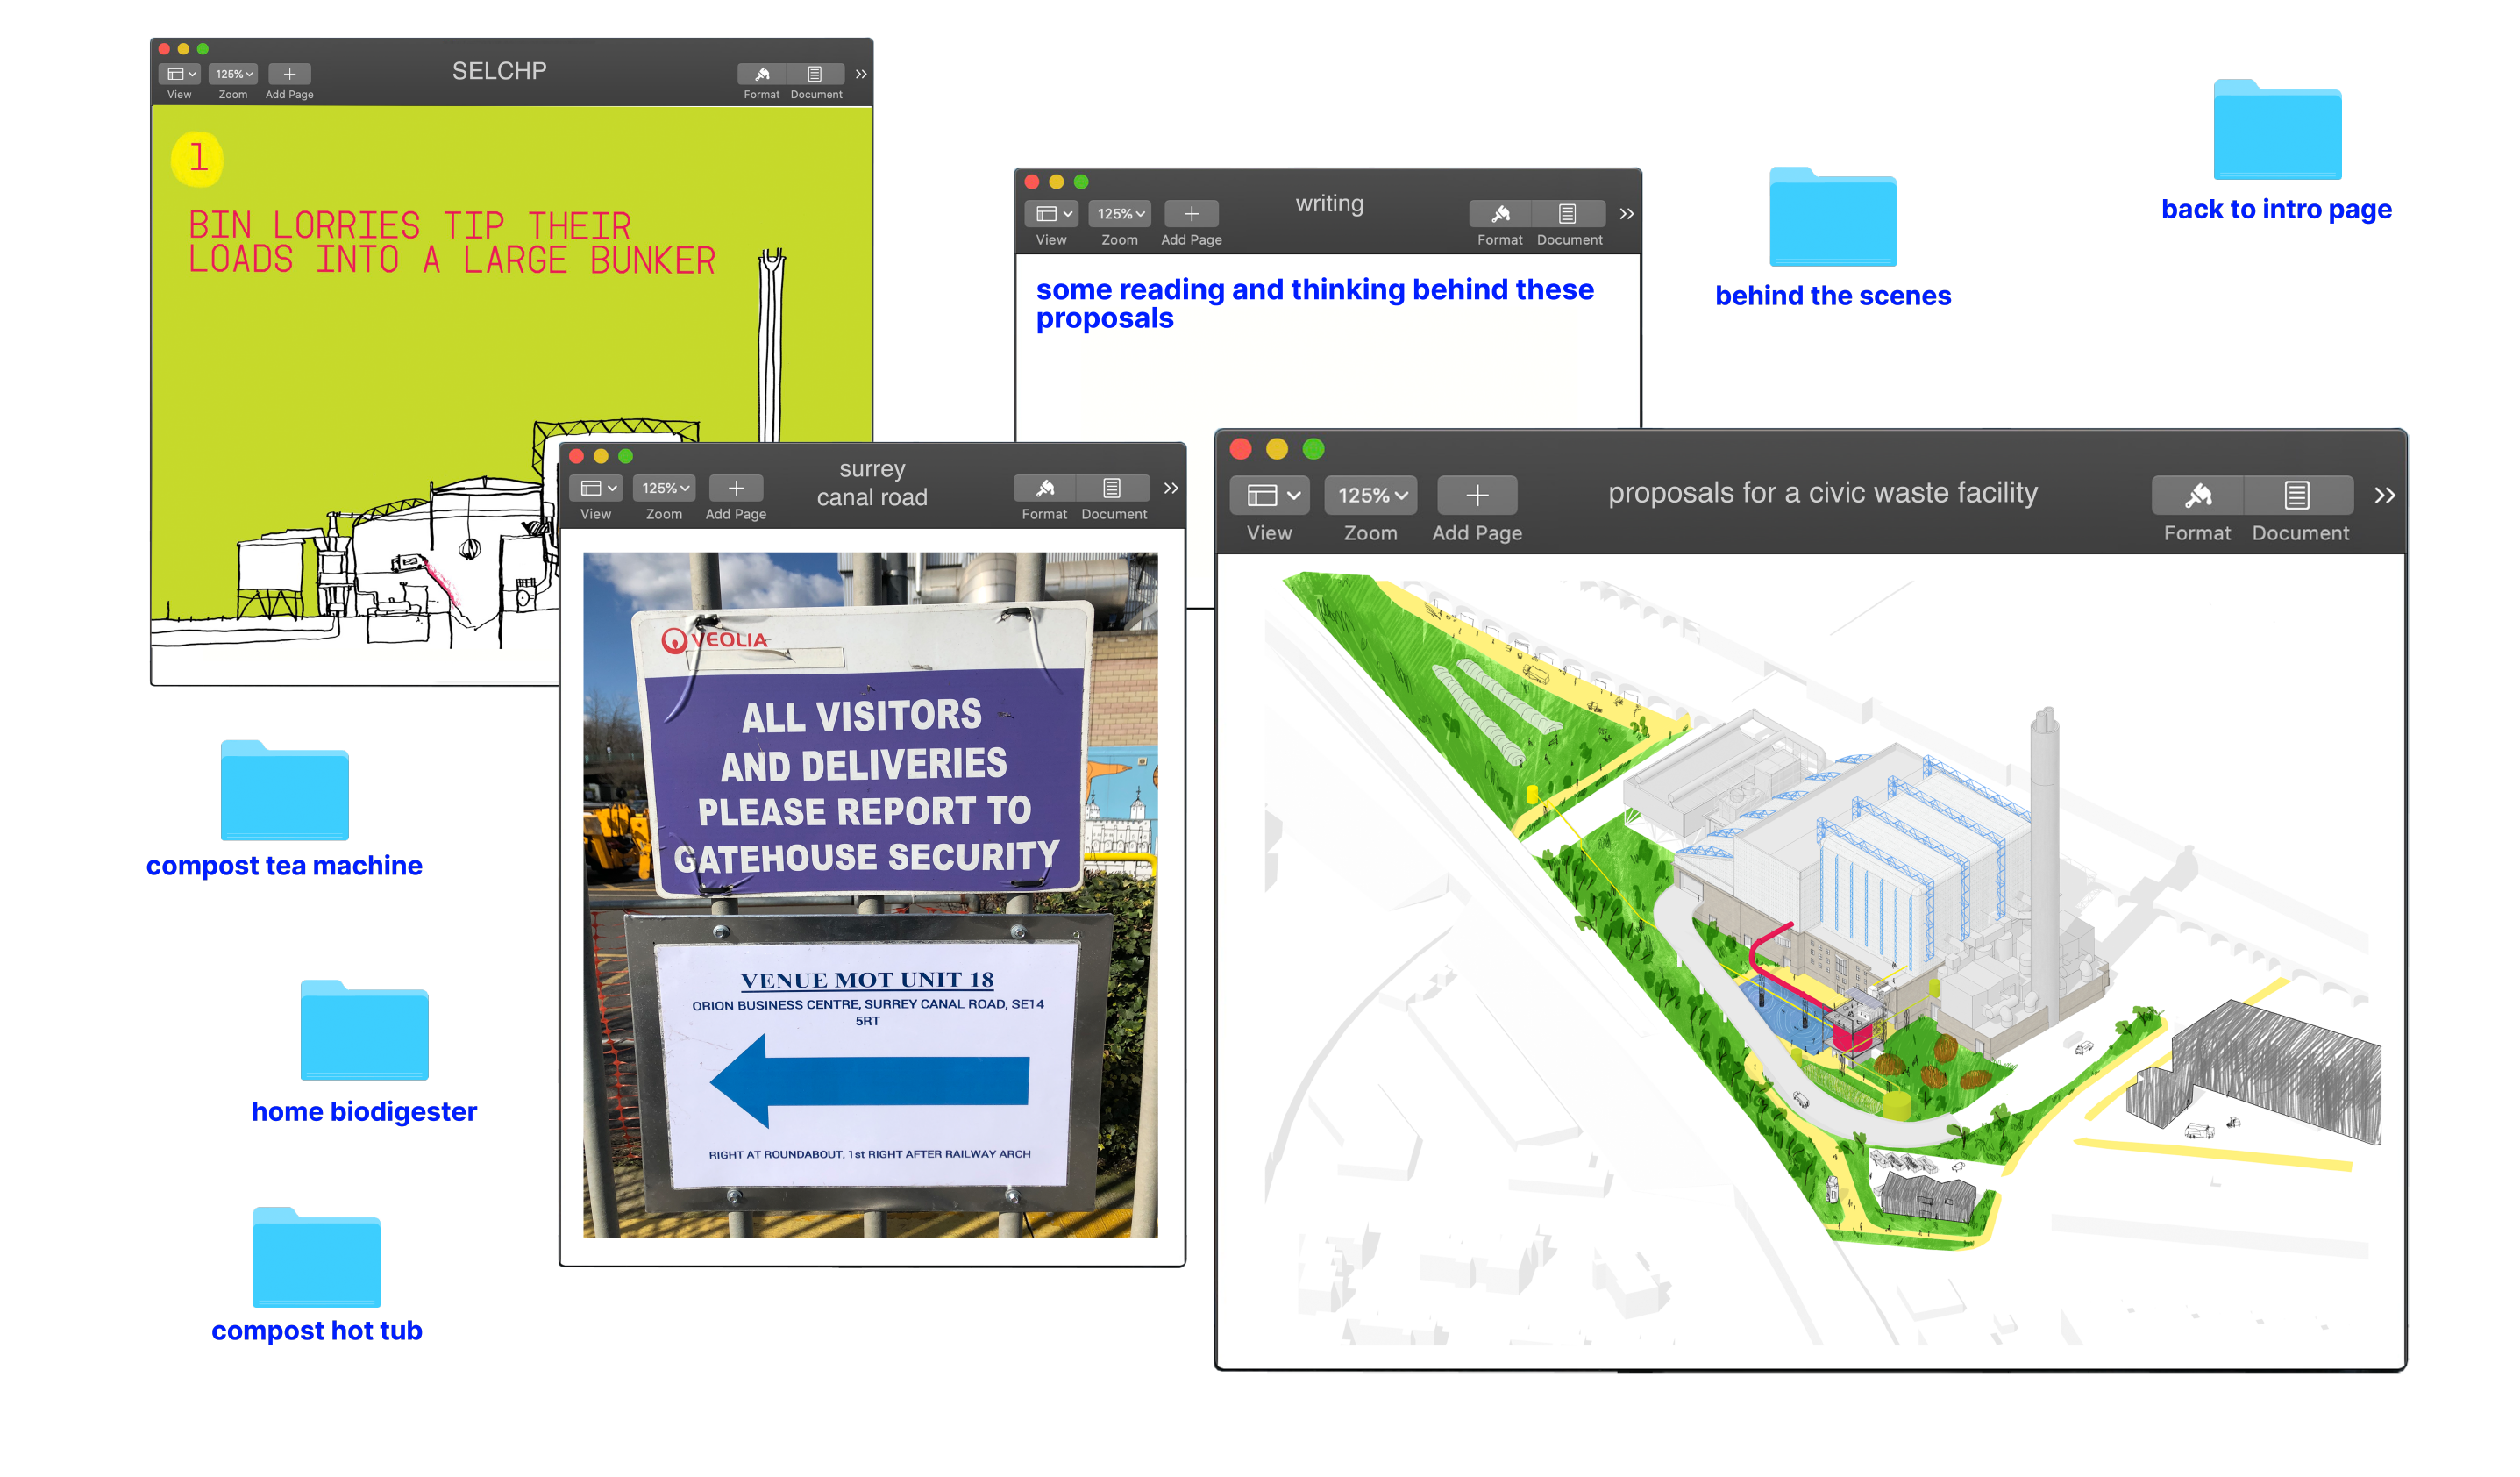 SELCHP
125%
View
Zoom
Add Page
Format
Document
1
BIN LORRIES TIP THEIR
LOADS INTO A LARGE BUNKER
writing
125%
View
Zoom
Add Page
Format
Document
some reading and thinking behind these
proposals
behind the scenes
back to intro page
surrey
canal road
125%
View
Zoom
Add Page
Format
Document
VEOLIA
ALL VISITORS
AND DELIVERIES
PLEASE REPORT TO
GATEHOUSE SECURITY
VENUE MOT UNIT 18
ORION BUSINESS CENTRE, SURREY CANAL ROAD, SE14
5RT
RIGHT AT ROUNDABOUT, 1st RIGHT AFTER RAILWAY ARCH
proposals for a civic waste facility
125%
View
Zoom
Add Page
Format
Document
compost tea machine
home biodigester
compost hot tub